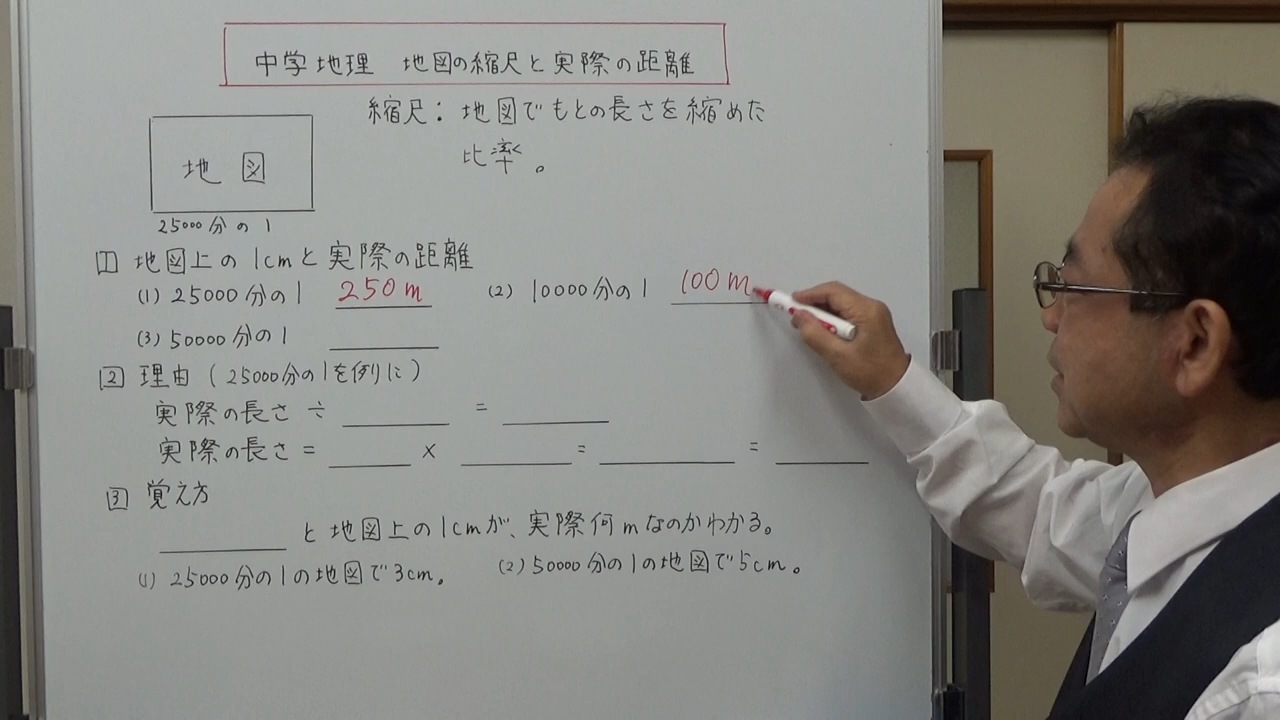 中学地理 地図の縮尺と実際の距離
縮尺：地図でもとの長さを縮めた
比率。
地図
25000分の1
1 地図上の1cmと実際の距離
(1) 25000分の1 250m (2) 10000分の1 100m
(3) 50000分の1
2 理由（25000分の1を例に）
実際の長さ ÷ =
実際の長さ = × = =
3 覚え方
と地図上の1cmが、実際何mなのかわかる。
(1) 25000分の1の地図で3cm。 (2) 50000分の1の地図で5cm。